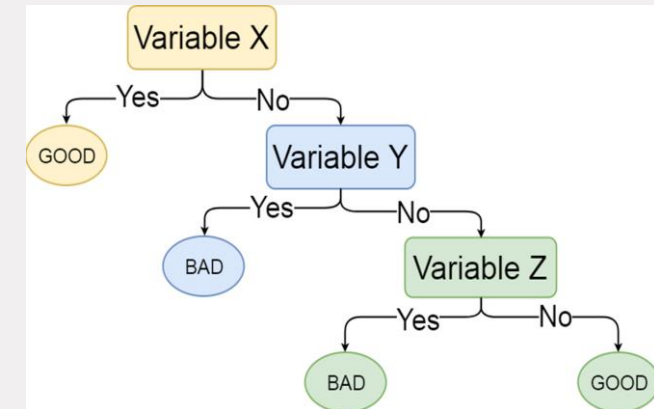 Variable X
Yes
No
GOOD
Variable Y
Yes
No
BAD
Variable Z
Yes
No
BAD
GOOD